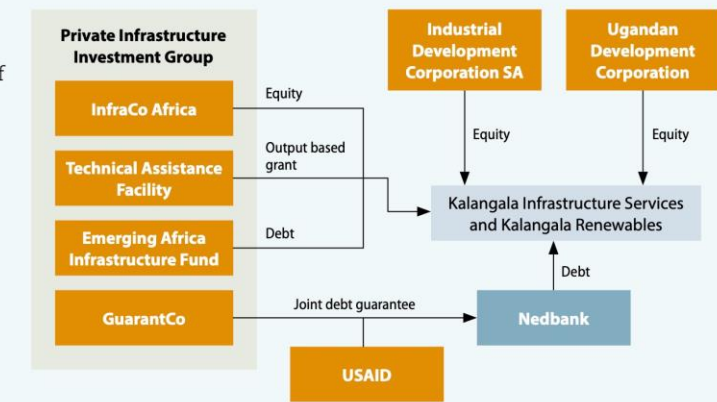 f
Private Infrastructure
Investment Group
InfraCo Africa
Technical Assistance
Facility
Emerging Africa
Infrastructure Fund
GuarantCo
Equity
Output based
grant
Debt
Joint debt guarantee
USAID
Industrial
Development
Corporation SA
Ugandan
Development
Corporation
Equity
Equity
Kalangala Infrastructure Services
and Kalangala Renewables
Debt
Nedbank